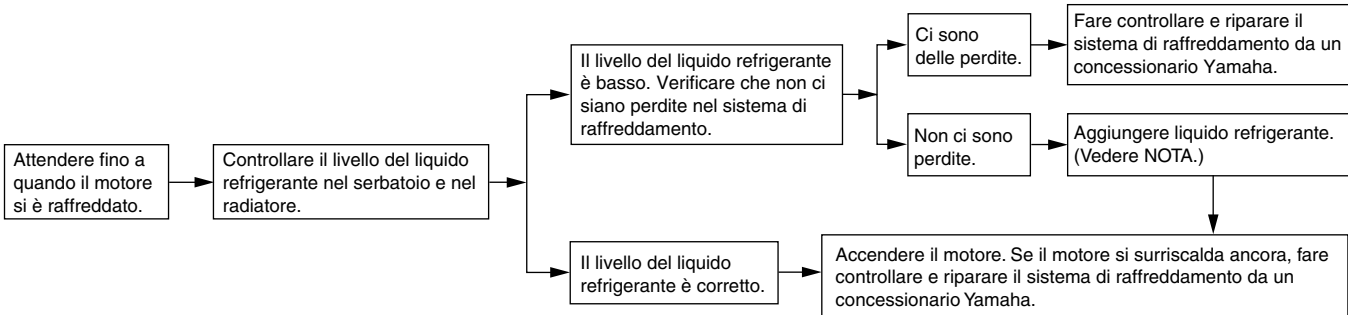 Attendere fino a
quando il motore
si è raffreddato.
Controllare il livello del liquido
refrigerante nel serbatoio e nel
radiatore.
Il livello del liquido refrigerante
è basso. Verificare che non ci
siano perdite nel sistema di
raffreddamento.
Ci sono
delle perdite.
Fare controllare e riparare il
sistema di raffreddamento da un
concessionario Yamaha.
Non ci sono
perdite.
Aggiungere liquido refrigerante.
(Vedere NOTA.)
Il livello del liquido
refrigerante è corretto.
Accendere il motore. Se il motore si surriscalda ancora, fare
controllare e riparare il sistema di raffreddamento da un
concessionario Yamaha.